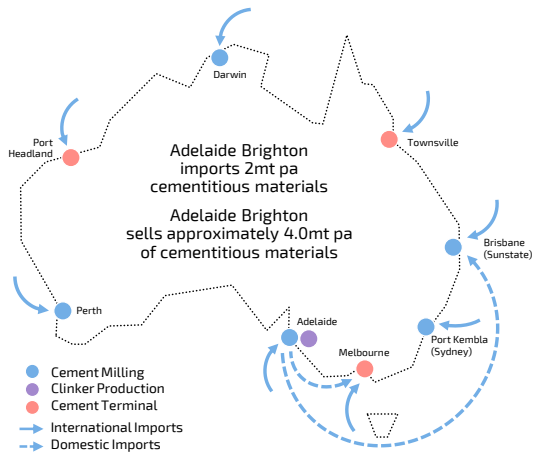 Darwin
Port
Headland
Townsville
Adelaide Brighton
imports 2mt pa
cementitious materials
Adelaide Brighton
sells approximately 4.0mt pa
of cementitious materials
Brisbane
(Sunstate)
Perth
Adelaide
Port Kembla
(Sydney)
Melbourne
Cement Milling
Clinker Production
Cement Terminal
International Imports
Domestic Imports